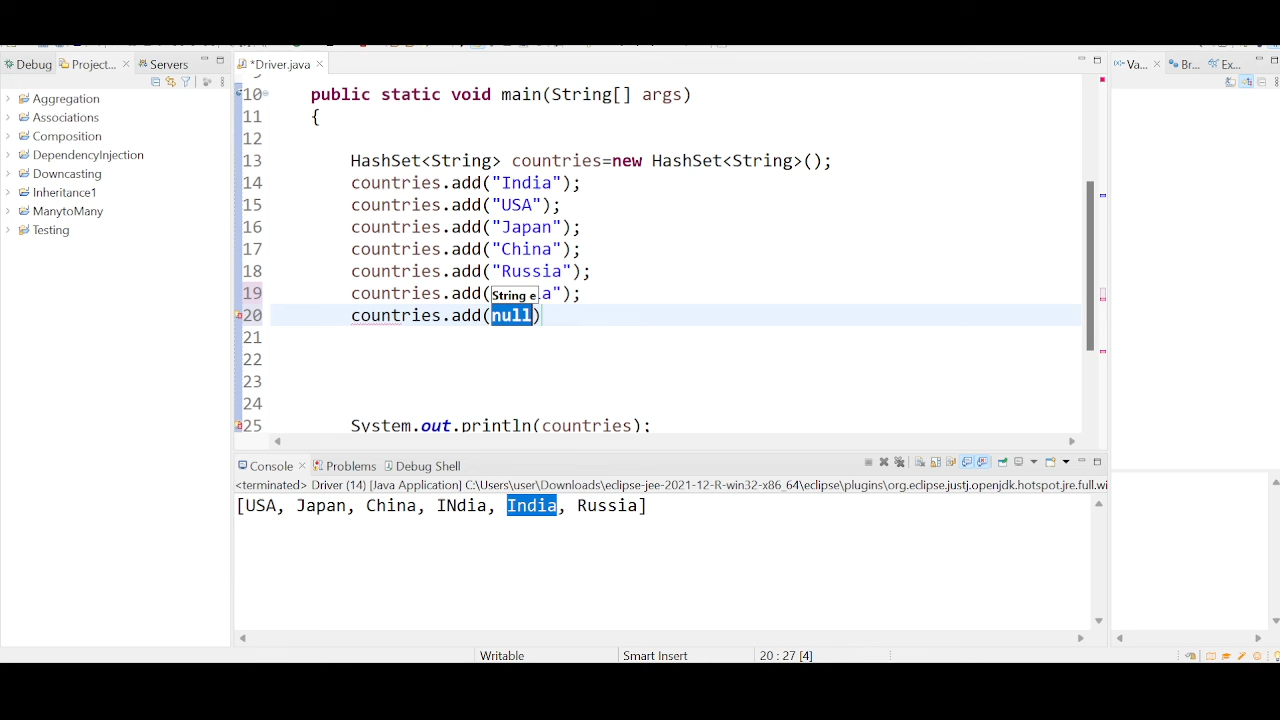 Debug Project... Servers
*Driver.java
Va... Br... Ex...
Aggregation
Associations
Composition
DependencyInjection
Downcasting
Inheritance1
ManytoMany
Testing
10 public static void main(String[] args)
11 {
12
13 HashSet<String> countries=new HashSet<String>();
14 countries.add("India");
15 countries.add("USA");
16 countries.add("Japan");
17 countries.add("China");
18 countries.add("Russia");
19 countries.add( a");
String e
20 countries.add(null)
21
22
23
24
25 System.out.println(countries);
Console Problems Debug Shell
<terminated> Driver (14) [Java Application] C:\Users\user\Downloads\eclipse-jee-2021-12-R-win32-x86_64\eclipse\plugins\org.eclipse.justj.openjdk.hotspot.jre.full.wi
[USA, Japan, China, INdia, India, Russia]
Writable Smart Insert 20 : 27 [4]